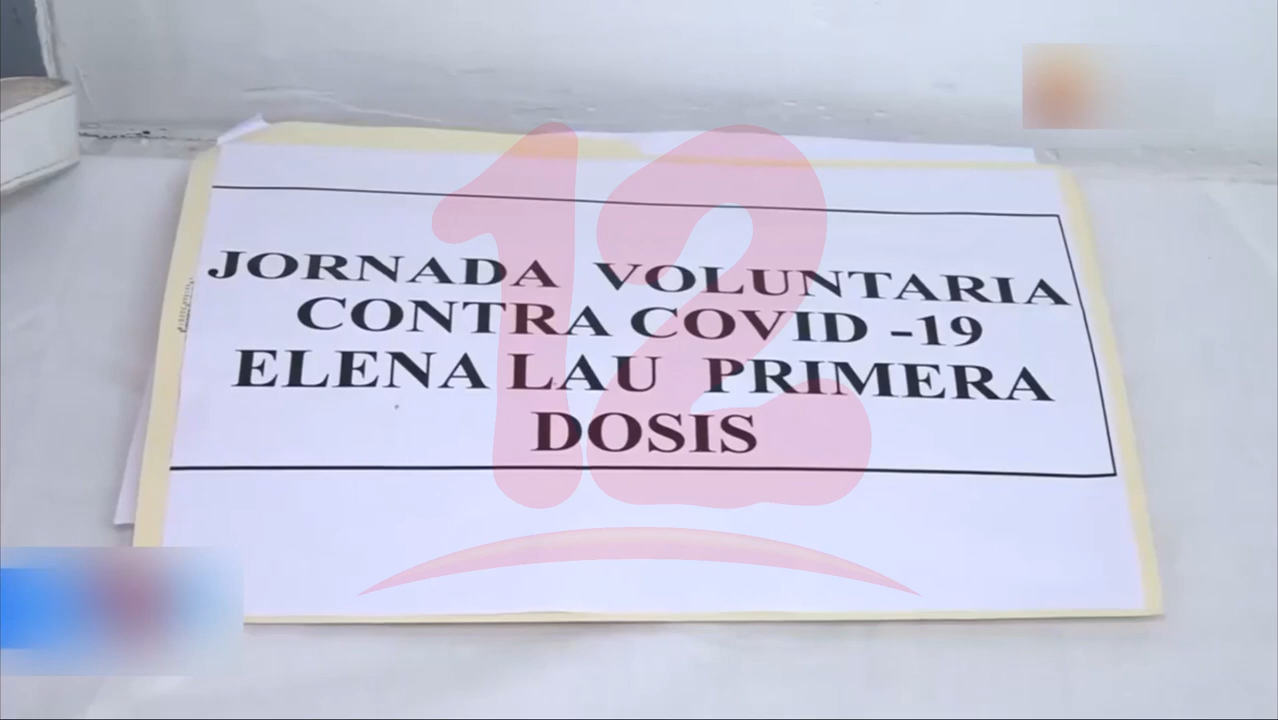 JORNADA VOLUNTARIA
CONTRA COVID -19
ELENA LAU PRIMERA
DOSIS
12